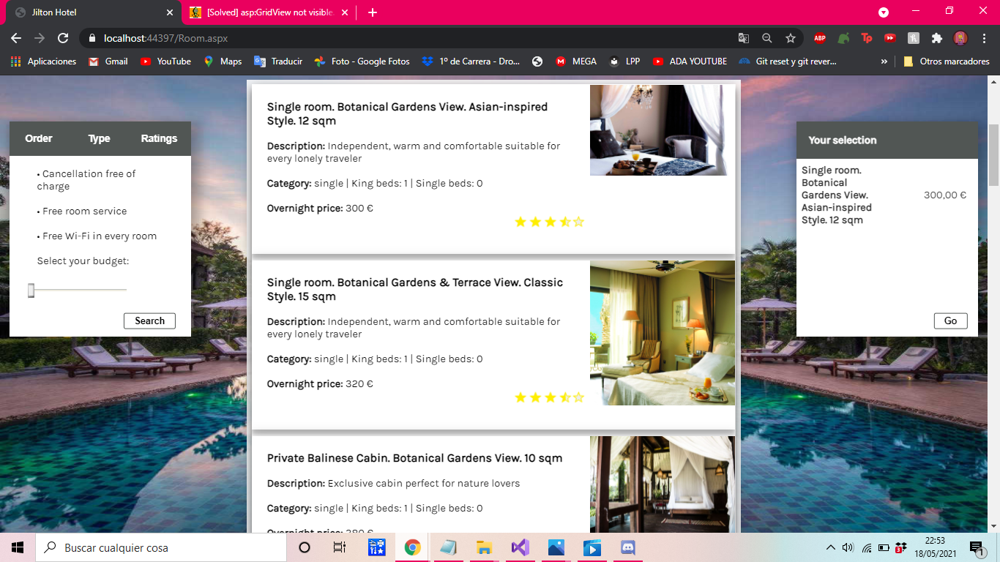 Jilton Hotel
[Solved] asp:GridView not visible.
localhost:44397/Room.aspx
ABP
Tp
Aplicaciones
Gmail
YouTube
Maps
Traducir
Foto - Google Fotos
1º de Carrera - Dro...
MEGA
LPP
ADA YOUTUBE
Git reset y git rever...
»
Otros marcadores
Order Type Ratings
• Cancellation free of
charge
• Free room service
• Free Wi-Fi in every room
Select your budget:
Search
Single room. Botanical Gardens View. Asian-inspired
Style. 12 sqm
Description: Independent, warm and comfortable suitable for
every lonely traveler
Category: single | King beds: 1 | Single beds: 0
Overnight price: 300 €
Single room. Botanical Gardens & Terrace View. Classic
Style. 15 sqm
Description: Independent, warm and comfortable suitable for
every lonely traveler
Category: single | King beds: 1 | Single beds: 0
Overnight price: 320 €
Private Balinese Cabin. Botanical Gardens View. 10 sqm
Description: Exclusive cabin perfect for nature lovers
Category: single | King beds: 1 | Single beds: 0
Overnight price: 280 €
Your selection
Single room.
Botanical
Gardens View.
Asian-inspired
Style. 12 sqm
300,00 €
Go
Buscar cualquier cosa
3
22:53
18/05/2021
1